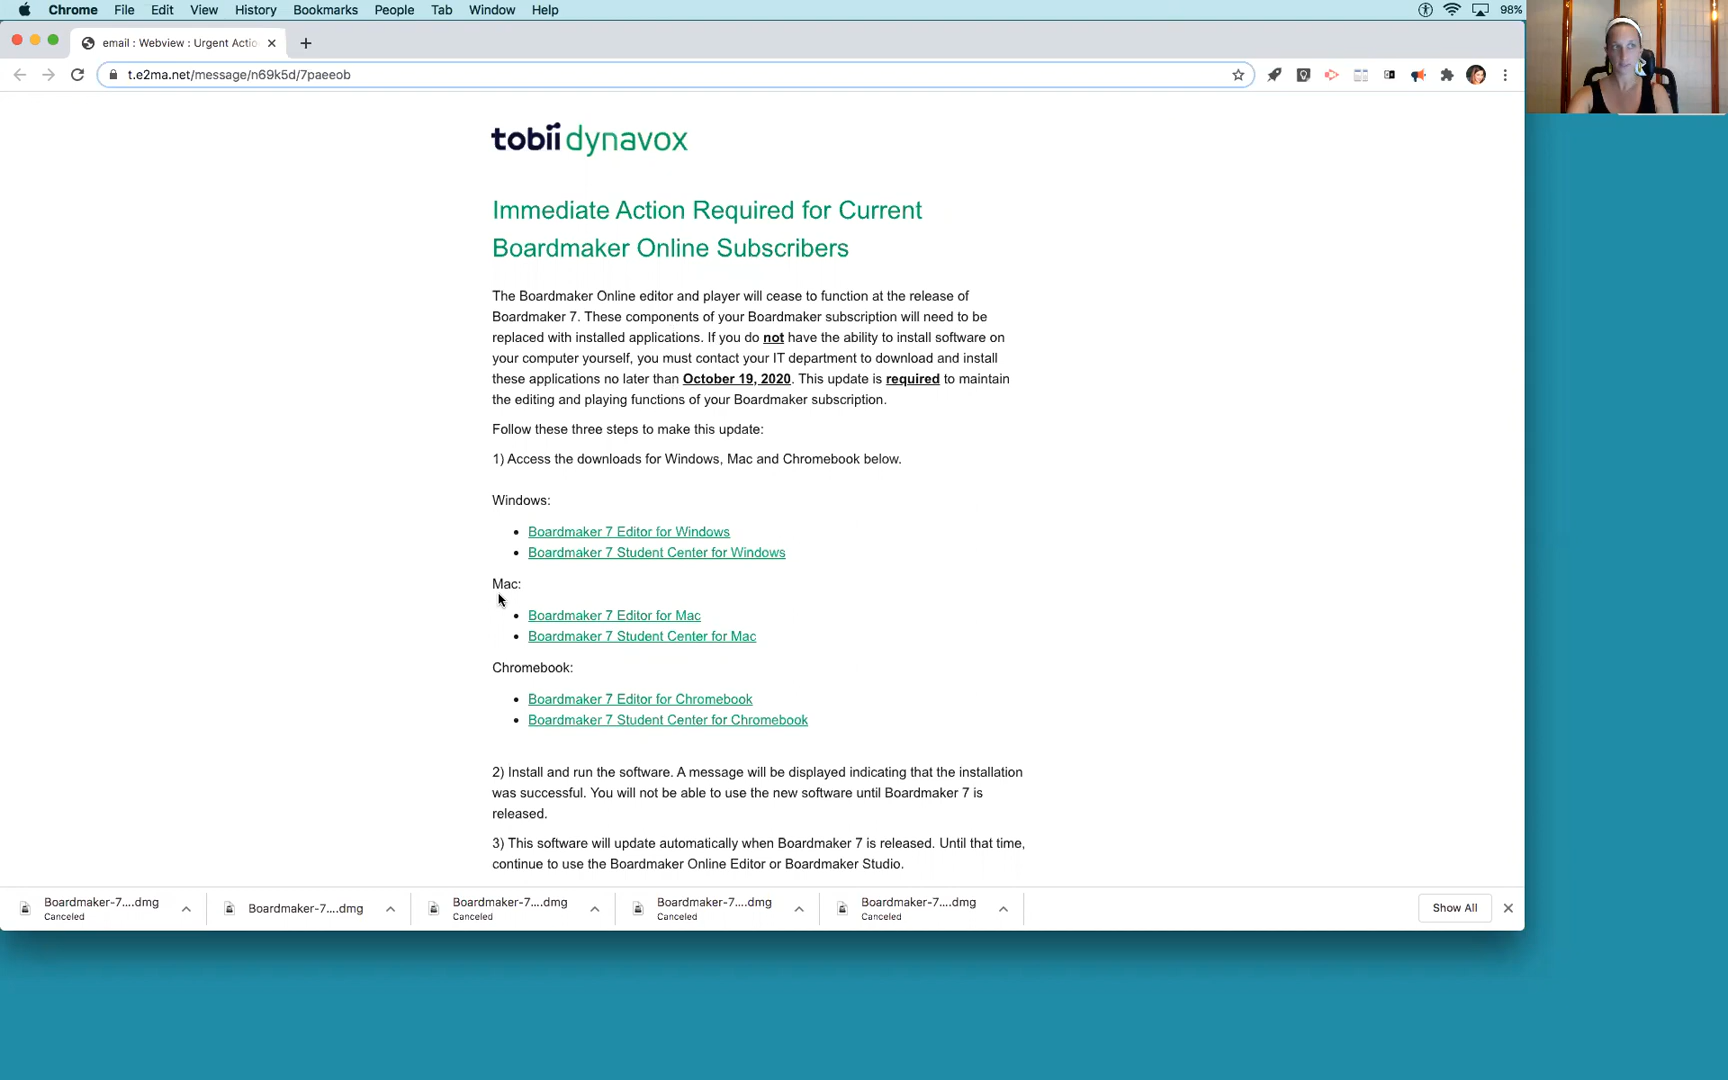 Chrome File Edit View History Bookmarks People Tab Window Help 98%
email : Webview : Urgent Actio
t.e2ma.net/message/n69k5d/7paeeob
tobii dynavox
Immediate Action Required for Current
Boardmaker Online Subscribers
The Boardmaker Online editor and player will cease to function at the release of
Boardmaker 7. These components of your Boardmaker subscription will need to be
replaced with installed applications. If you do not have the ability to install software on
your computer yourself, you must contact your IT department to download and install
these applications no later than October 19, 2020. This update is required to maintain
the editing and playing functions of your Boardmaker subscription.
Follow these three steps to make this update:
1) Access the downloads for Windows, Mac and Chromebook below.
Windows:
• Boardmaker 7 Editor for Windows
• Boardmaker 7 Student Center for Windows
Mac:
• Boardmaker 7 Editor for Mac
• Boardmaker 7 Student Center for Mac
Chromebook:
• Boardmaker 7 Editor for Chromebook
• Boardmaker 7 Student Center for Chromebook
2) Install and run the software. A message will be displayed indicating that the installation
was successful. You will not be able to use the new software until Boardmaker 7 is
released.
3) This software will update automatically when Boardmaker 7 is released. Until that time,
continue to use the Boardmaker Online Editor or Boardmaker Studio.
Boardmaker-7....dmg Boardmaker-7....dmg Boardmaker-7....dmg Boardmaker-7....dmg Boardmaker-7....dmg Show All
Canceled Canceled Canceled Canceled